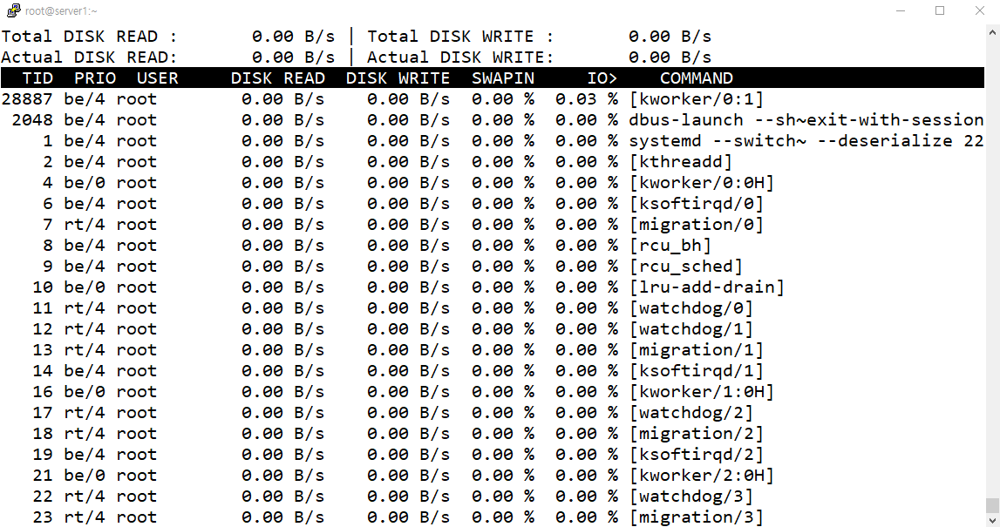 root@server1:~
Total DISK READ :       0.00 B/s | Total DISK WRITE :       0.00 B/s
Actual DISK READ:       0.00 B/s | Actual DISK WRITE:       0.00 B/s
  TID  PRIO  USER     DISK READ  DISK WRITE  SWAPIN     IO>    COMMAND
28887 be/4 root        0.00 B/s    0.00 B/s  0.00 %  0.03 % [kworker/0:1]
 2048 be/4 root        0.00 B/s    0.00 B/s  0.00 %  0.00 % dbus-launch --sh~exit-with-session
    1 be/4 root        0.00 B/s    0.00 B/s  0.00 %  0.00 % systemd --switch~ --deserialize 22
    2 be/4 root        0.00 B/s    0.00 B/s  0.00 %  0.00 % [kthreadd]
    4 be/0 root        0.00 B/s    0.00 B/s  0.00 %  0.00 % [kworker/0:0H]
    6 be/4 root        0.00 B/s    0.00 B/s  0.00 %  0.00 % [ksoftirqd/0]
    7 rt/4 root        0.00 B/s    0.00 B/s  0.00 %  0.00 % [migration/0]
    8 be/4 root        0.00 B/s    0.00 B/s  0.00 %  0.00 % [rcu_bh]
    9 be/4 root        0.00 B/s    0.00 B/s  0.00 %  0.00 % [rcu_sched]
   10 be/0 root        0.00 B/s    0.00 B/s  0.00 %  0.00 % [lru-add-drain]
   11 rt/4 root        0.00 B/s    0.00 B/s  0.00 %  0.00 % [watchdog/0]
   12 rt/4 root        0.00 B/s    0.00 B/s  0.00 %  0.00 % [watchdog/1]
   13 rt/4 root        0.00 B/s    0.00 B/s  0.00 %  0.00 % [migration/1]
   14 be/4 root        0.00 B/s    0.00 B/s  0.00 %  0.00 % [ksoftirqd/1]
   16 be/0 root        0.00 B/s    0.00 B/s  0.00 %  0.00 % [kworker/1:0H]
   17 rt/4 root        0.00 B/s    0.00 B/s  0.00 %  0.00 % [watchdog/2]
   18 rt/4 root        0.00 B/s    0.00 B/s  0.00 %  0.00 % [migration/2]
   19 be/4 root        0.00 B/s    0.00 B/s  0.00 %  0.00 % [ksoftirqd/2]
   21 be/0 root        0.00 B/s    0.00 B/s  0.00 %  0.00 % [kworker/2:0H]
   22 rt/4 root        0.00 B/s    0.00 B/s  0.00 %  0.00 % [watchdog/3]
   23 rt/4 root        0.00 B/s    0.00 B/s  0.00 %  0.00 % [migration/3]